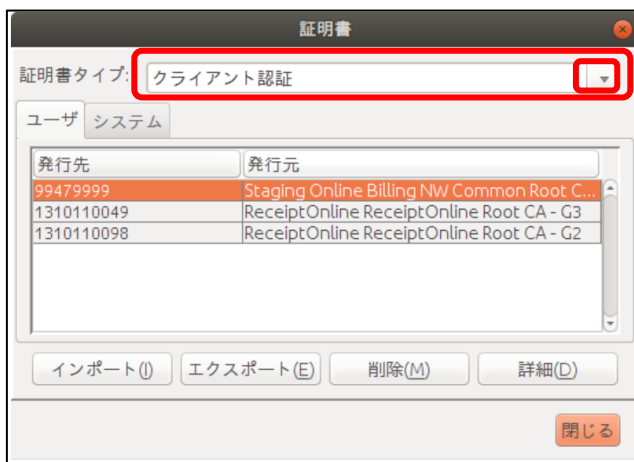 証明書
証明書タイプ: クライアント認証
ユーザ システム
発行先 発行元
99479999 Staging Online Billing NW Common Root C...
1310110049 ReceiptOnline ReceiptOnline Root CA - G3
1310110098 ReceiptOnline ReceiptOnline Root CA - G2
インポート(I) エクスポート(E) 削除(M) 詳細(D)
閉じる